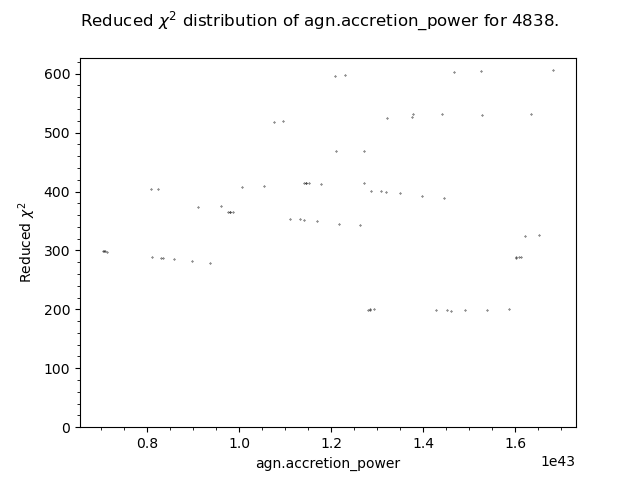 Reduced χ² distribution of agn.accretion_power for 4838.
600
500
400
300
200
100
0
Reduced χ²
0.8 1.0 1.2 1.4 1.6
1e43
agn.accretion_power